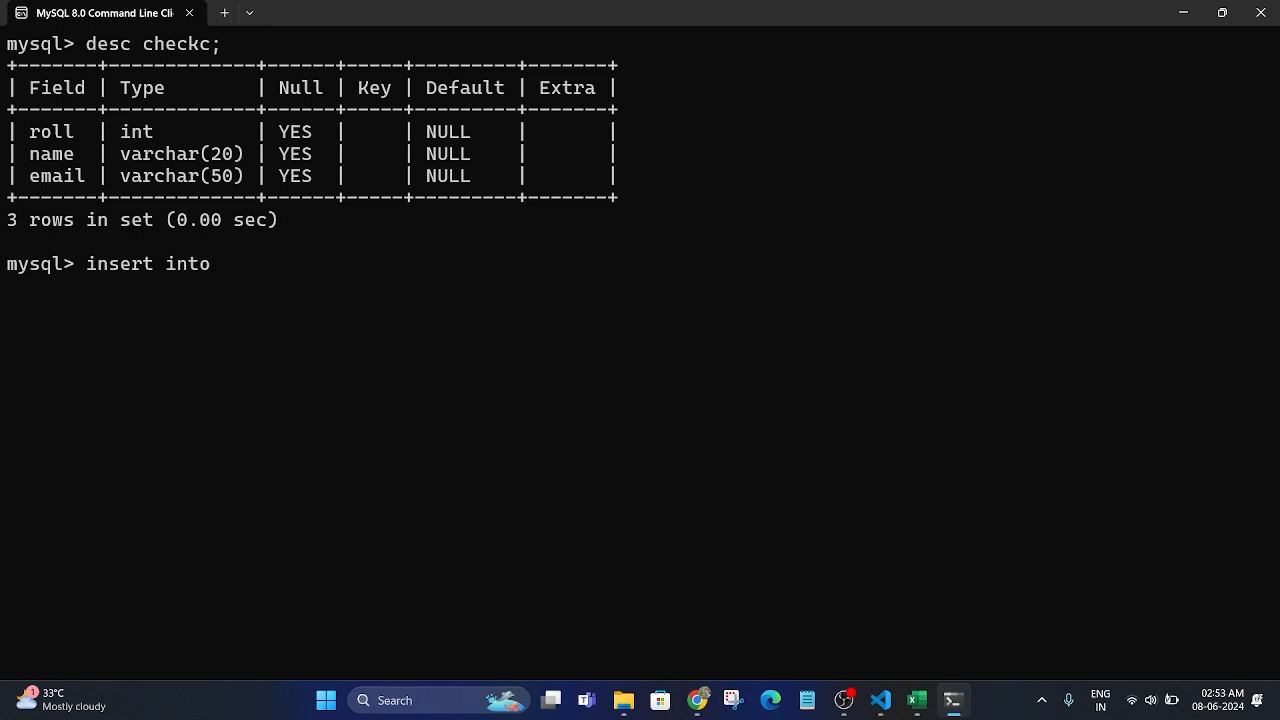 MySQL 8.0 Command Line Cli
mysql> desc checkc;
+-------+-------------+------+-----+---------+-------+
| Field | Type        | Null | Key | Default | Extra |
+-------+-------------+------+-----+---------+-------+
| roll  | int         | YES  |     | NULL    |       |
| name  | varchar(20) | YES  |     | NULL    |       |
| email | varchar(50) | YES  |     | NULL    |       |
+-------+-------------+------+-----+---------+-------+
3 rows in set (0.00 sec)
mysql> insert into
1
33°C
Mostly cloudy
Search
ENG
IN
02:53 AM
08-06-2024